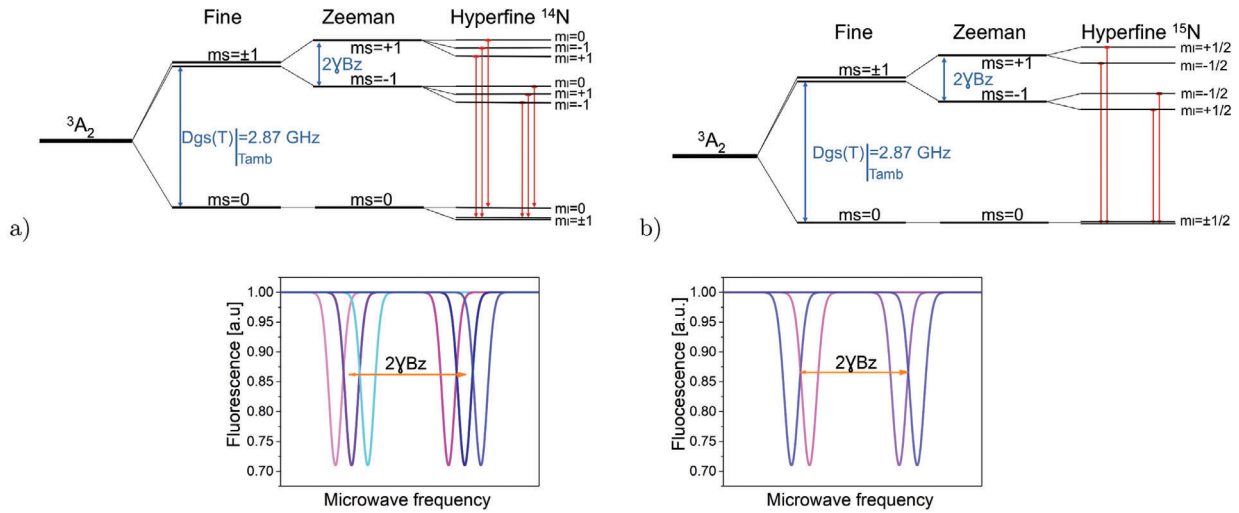 Fine Zeeman Hyperfine ¹⁴N
ms=±1
ms=+1
2γBz
ms=-1
mI=0
mI=-1
mI=+1
mI=0
mI=+1
mI=-1
³A₂
Dgs(T)|=2.87 GHz
Tamb
ms=0
ms=0
mI=0
mI=±1
a)
Fine Zeeman Hyperfine ¹⁵N
ms=±1
ms=+1
2γBz
ms=-1
mI=+1/2
mI=-1/2
mI=-1/2
mI=+1/2
³A₂
Dgs(T)|=2.87 GHz
Tamb
ms=0
ms=0
mI=±1/2
b)
Fluorescence [a.u]
1.00
0.95
0.90
0.85
0.80
0.75
0.70
2γBz
Microwave frequency
Fluocescence [a.u.]
1.00
0.95
0.90
0.85
0.80
0.75
0.70
2γBz
Microwave frequency